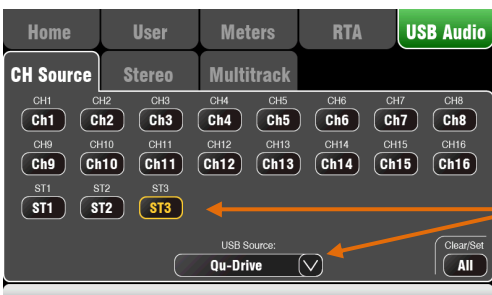 Home User Meters RTA USB Audio
CH Source Stereo Multitrack
CH1 CH2 CH3 CH4 CH5 CH6 CH7 CH8
Ch1 Ch2 Ch3 Ch4 Ch5 Ch6 Ch7 Ch8
CH9 CH10 CH11 CH12 CH13 CH14 CH15 CH16
Ch9 Ch10 Ch11 Ch12 Ch13 Ch14 Ch15 Ch16
ST1 ST2 ST3
ST1 ST2 ST3
USB Source: Clear/Set
Qu-Drive All